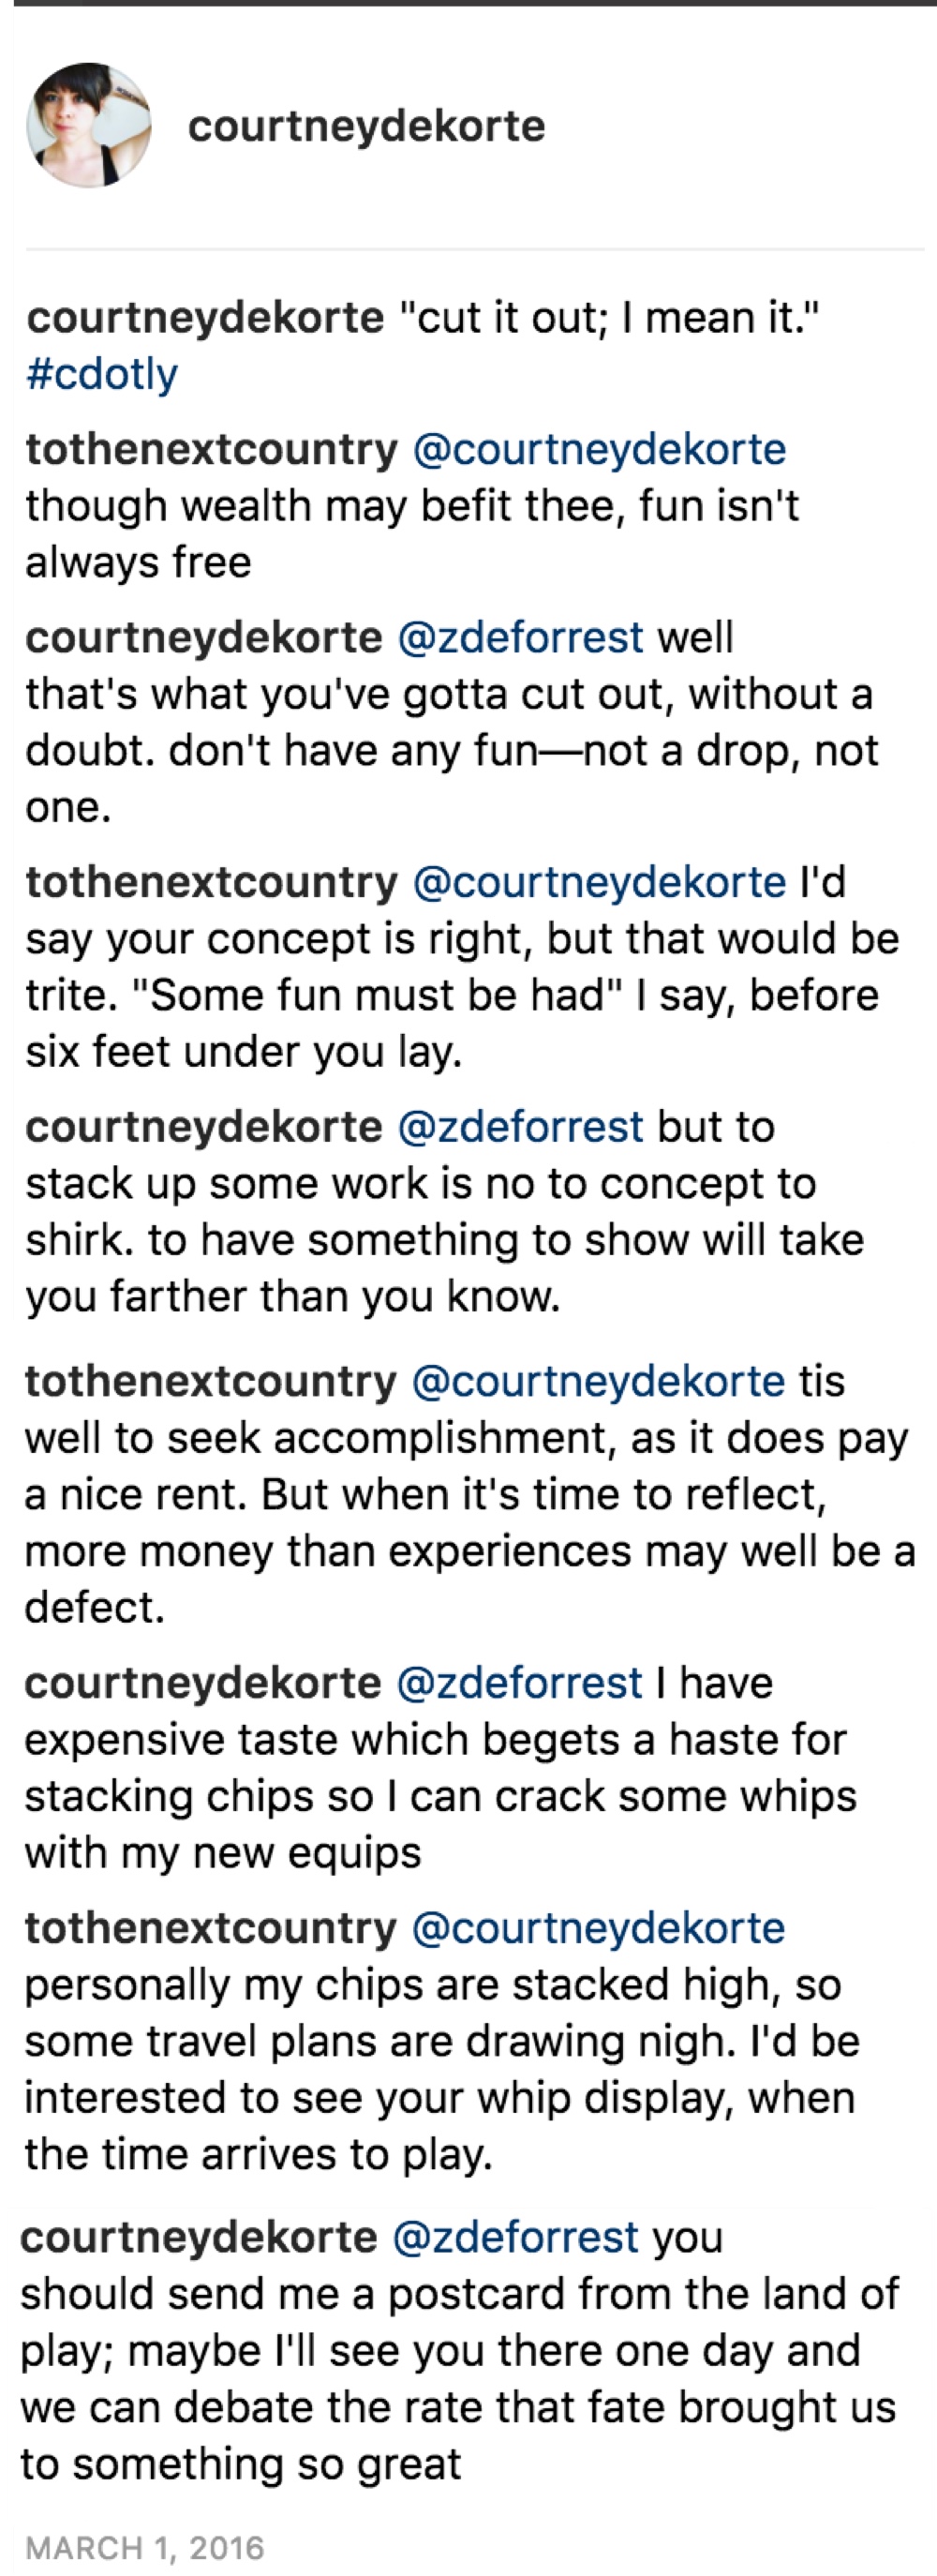 courtneydekorte
courtneydekorte "cut it out; I mean it."
#cdotly
tothenextcountry @courtneydekorte
though wealth may befit thee, fun isn't
always free
courtneydekorte @zdeforrest well
that's what you've gotta cut out, without a
doubt. don't have any fun—not a drop, not
one.
tothenextcountry @courtneydekorte I'd
say your concept is right, but that would be
trite. "Some fun must be had" I say, before
six feet under you lay.
courtneydekorte @zdeforrest but to
stack up some work is no to concept to
shirk. to have something to show will take
you farther than you know.
tothenextcountry @courtneydekorte tis
well to seek accomplishment, as it does pay
a nice rent. But when it's time to reflect,
more money than experiences may well be a
defect.
courtneydekorte @zdeforrest I have
expensive taste which begets a haste for
stacking chips so I can crack some whips
with my new equips
tothenextcountry @courtneydekorte
personally my chips are stacked high, so
some travel plans are drawing nigh. I'd be
interested to see your whip display, when
the time arrives to play.
courtneydekorte @zdeforrest you
should send me a postcard from the land of
play; maybe I'll see you there one day and
we can debate the rate that fate brought us
to something so great
MARCH 1, 2016